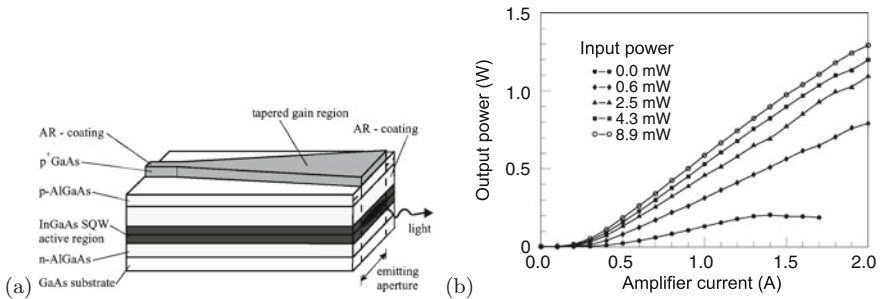 (a)
tapered gain region
AR - coating
AR - coating
p⁺GaAs
p-AlGaAs
InGaAs SQW
active region
n-AlGaAs
GaAs substrate
light
emitting
aperture
(b)
Output power (W)
1.5
1.0
0.5
0
Input power
0.0 mW
0.6 mW
2.5 mW
4.3 mW
8.9 mW
0.0
0.5
1.0
1.5
2.0
Amplifier current (A)